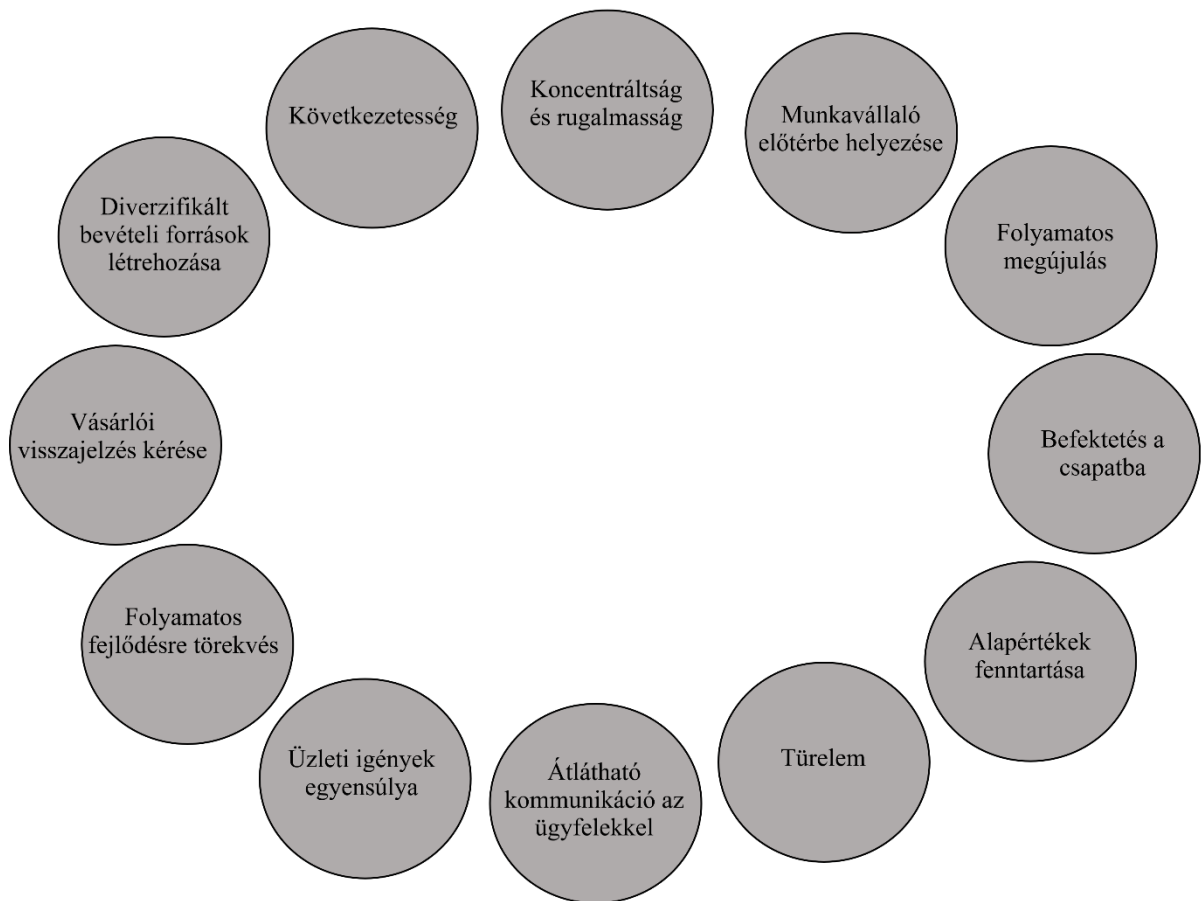 Koncentráltság
és rugalmasság
Munkavállaló
előtérbe helyezése
Folyamatos
megújulás
Befektetés a
csapatba
Alapértékek
fenntartása
Türelem
Átlátható
kommunikáció az
ügyfelekkel
Üzleti igények
egyensúlya
Folyamatos
fejlődésre törekvés
Vásárlói
visszajelzés kérése
Diverzifikált
bevételi források
létrehozása
Következetesség